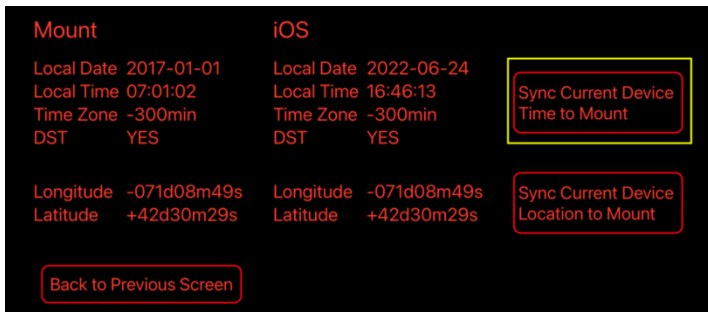 Mount
iOS
Local Date 2017-01-01
Local Time 07:01:02
Time Zone -300min
DST YES
Local Date 2022-06-24
Local Time 16:46:13
Time Zone -300min
DST YES
Sync Current Device
Time to Mount
Longitude -071d08m49s
Latitude +42d30m29s
Longitude -071d08m49s
Latitude +42d30m29s
Sync Current Device
Location to Mount
Back to Previous Screen